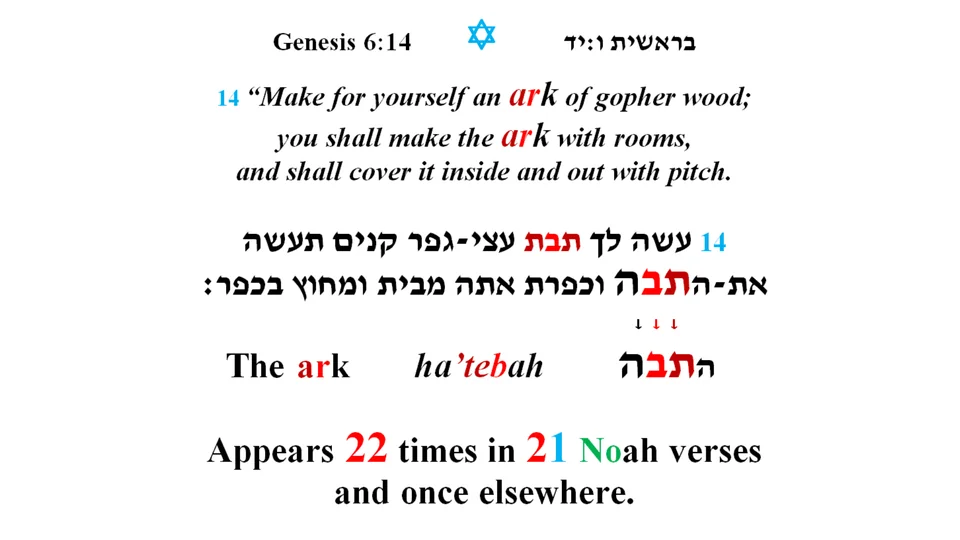 Genesis 6:14 ✡ בראשית ו:יד
14 “Make for yourself an ark of gopher wood;
you shall make the ark with rooms,
and shall cover it inside and out with pitch.
14 עשה לך תבת עצי-גפר קנים תעשה
את-התבה וכפרת אתה מבית ומחוץ בכפר:
↓ ↓ ↓
The ark ha’tebah התבה
Appears 22 times in 21 Noah verses
and once elsewhere.